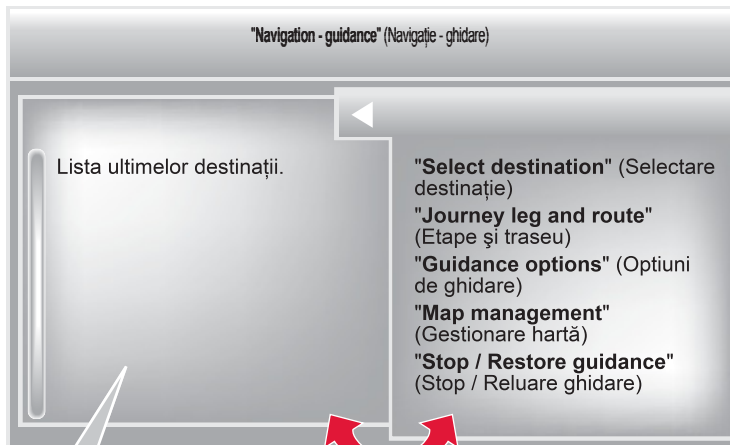 "Navigation - guidance" (Navigaţie - ghidare)
Lista ultimelor destinaţii.
"Select destination" (Selectare
destinaţie)
"Journey leg and route"
(Etape şi traseu)
"Guidance options" (Optiuni
de ghidare)
"Map management"
(Gestionare hartă)
"Stop / Restore guidance"
(Stop / Reluare ghidare)